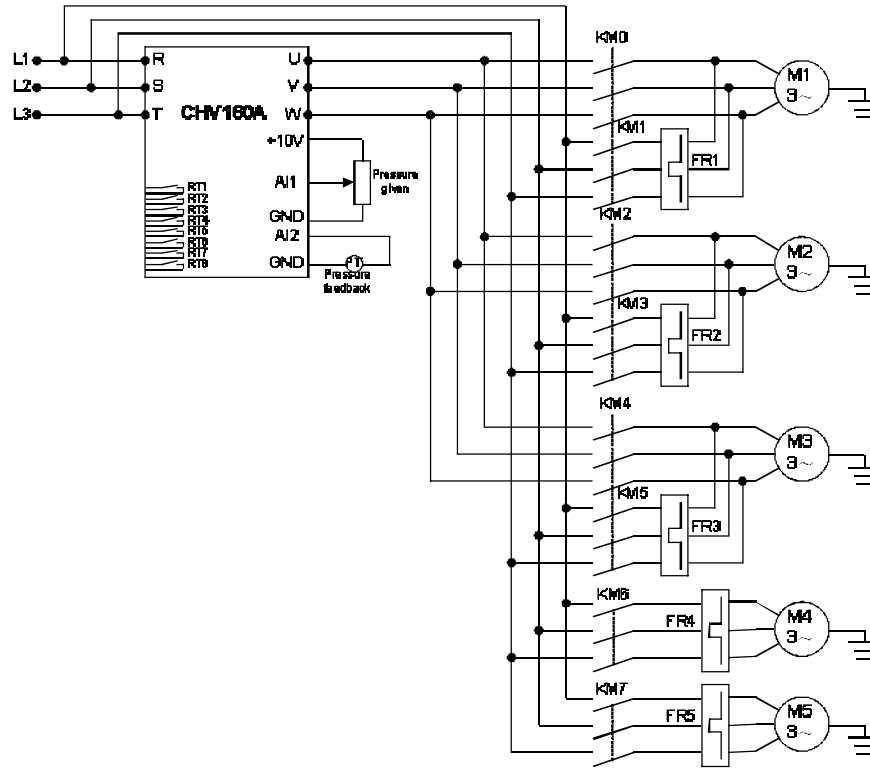 KM0
L1
R
U
M1
3~
L2
S
V
CHV160A
L3
T
W
KM1
+10V
FR1
AI1
Pressure
given
RT1
RT2
RT3
RT4
RT5
RT6
RT7
RT8
GND
AI2
GND
Pressure
feedback
KM2
M2
3~
KM3
FR2
KM4
M3
3~
KM5
FR3
KM6
FR4
M4
3~
KM7
FR5
M5
3~